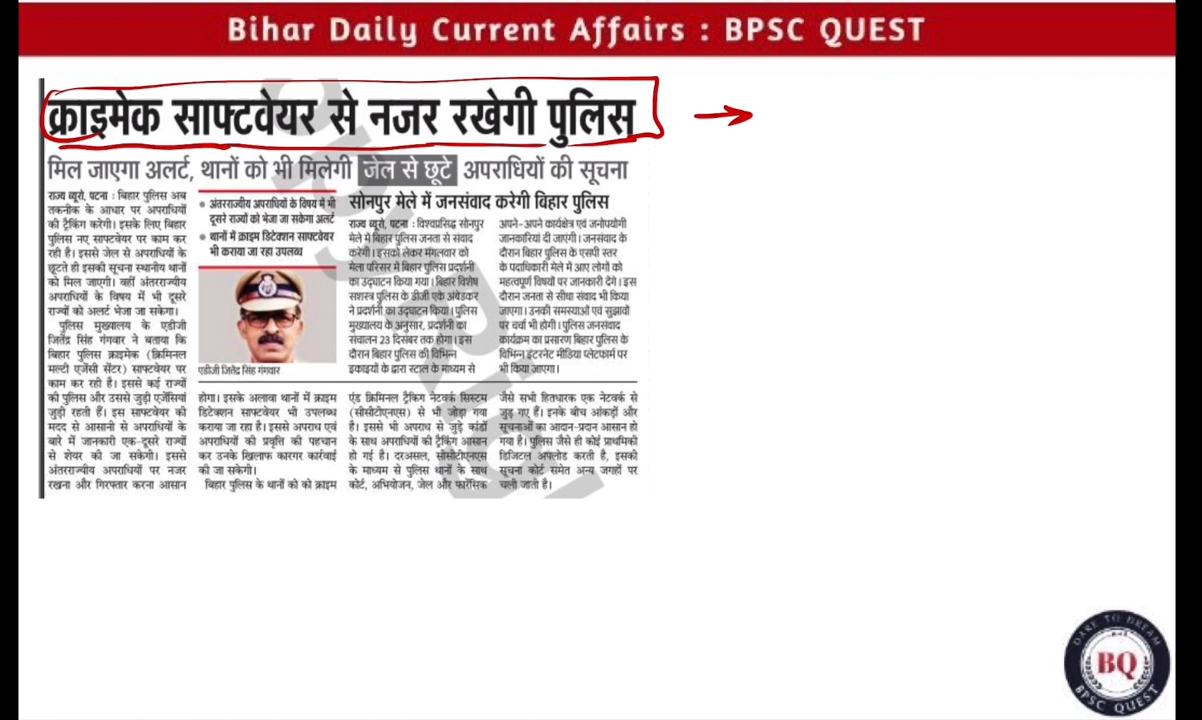 Bihar Daily Current Affairs : BPSC QUEST
क्राइमेक साफ्टवेयर से नजर रखेगी पुलिस
मिल जाएगा अलर्ट, थानों को भी मिलेगी जेल से छूटे अपराधियों की सूचना
राज्य ब्यूरो, पटना : बिहार पुलिस अब
तकनीक के आधार पर अपराधियों
की ट्रैकिंग करेगी। इसके लिए बिहार
पुलिस नए साफ्टवेयर पर काम कर
रही है। इससे जेल से अपराधियों के
छूटते ही इसकी सूचना स्थानीय थानों
को मिल जाएगी। वहीं अंतरराज्यीय
अपराधियों के विषय में भी दूसरे
राज्यों को अलर्ट भेजा जा सकेगा।
पुलिस मुख्यालय के एडीजी
जितेंद्र सिंह गंगवार ने बताया कि
बिहार पुलिस क्राइमेक (क्रिमिनल
मल्टी एजेंसी सेंटर) साफ्टवेयर पर
काम कर रही है। इससे कई राज्यों
की पुलिस और उससे जुड़ी एजेंसियां
जुड़ी रहती हैं। इस साफ्टवेयर की
मदद से आसानी से अपराधियों के
बारे में जानकारी एक-दूसरे राज्यों
से शेयर की जा सकेगी। इससे
अंतरराज्यीय अपराधियों पर नजर
रखना और गिरफ्तार करना आसान
• अंतरराज्यीय अपराधियों के विषय में भी
दूसरे राज्यों को भेजा जा सकेगा अलर्ट
• थानों में क्राइम डिटेक्शन साफ्टवेयर
भी कराया जा रहा उपलब्ध
एडीजी जितेंद्र सिंह गंगवार
होगा। इसके अलावा थानों में क्राइम
डिटेक्शन साफ्टवेयर भी उपलब्ध
कराया जा रहा है। इससे अपराध एवं
अपराधियों की प्रवृत्ति की पहचान
कर उनके खिलाफ कारगर कार्रवाई
की जा सकेगी।
बिहार पुलिस के थानों को को क्राइम
एंड क्रिमिनल ट्रैकिंग नेटवर्क सिस्टम
(सीसीटीएनएस) से भी जोड़ा गया
है। इससे भी अपराध से जुड़े कांडों
के साथ अपराधियों की ट्रैकिंग आसान
हो गई है। दरअसल, सीसीटीएनएस
के माध्यम से पुलिस थानों के साथ
कोर्ट, अभियोजन, जेल और फारेंसिक
जैसे सभी हितधारक एक नेटवर्क से
जुड़ गए हैं। इनके बीच आंकड़ों और
सूचनाओं का आदान-प्रदान आसान हो
गया है। पुलिस जैसे ही कोई प्राथमिकी
डिजिटल अपलोड करती है, इसकी
सूचना कोर्ट समेत अन्य जगहों पर
चली जाती है।
सोनपुर मेले में जनसंवाद करेगी बिहार पुलिस
राज्य ब्यूरो, पटना : विश्वप्रसिद्ध सोनपुर
मेले में बिहार पुलिस जनता से संवाद
करेगी। इसको लेकर मंगलवार को
मेला परिसर में बिहार पुलिस प्रदर्शनी
का उद्घाटन किया गया। बिहार विशेष
सशस्त्र पुलिस के डीजी एके अंबेडकर
ने प्रदर्शनी का उद्घाटन किया। पुलिस
मुख्यालय के अनुसार, प्रदर्शनी का
संचालन 23 दिसंबर तक होगा। इस
दौरान बिहार पुलिस की विभिन्न
इकाइयों के द्वारा स्टाल के माध्यम से
अपने-अपने कार्यक्षेत्र एवं जनोपयोगी
जानकारियां दी जाएंगी। जनसंवाद के
दौरान बिहार पुलिस के एसपी स्तर
के पदाधिकारी मेले में आए लोगों को
महत्वपूर्ण विषयों पर जानकारी देंगे। इस
दौरान जनता से सीधा संवाद भी किया
जाएगा। उनकी समस्याओं एवं सुझावों
पर चर्चा भी होगी। पुलिस जनसंवाद
कार्यक्रम का प्रसारण बिहार पुलिस के
विभिन्न इंटरनेट मीडिया प्लेटफार्म पर
भी किया जाएगा।
DARE TO DREAM
BQ
BPSC QUEST